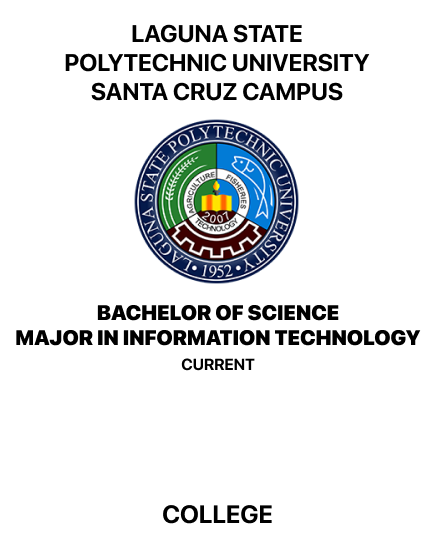 LAGUNA STATE
POLYTECHNIC UNIVERSITY
SANTA CRUZ CAMPUS
LAGUNA STATE POLYTECHNIC UNIVERSITY
AGRICULTURE
FISHERIES
2007
TECHNOLOGY
• 1952 •
BACHELOR OF SCIENCE
MAJOR IN INFORMATION TECHNOLOGY
CURRENT
COLLEGE